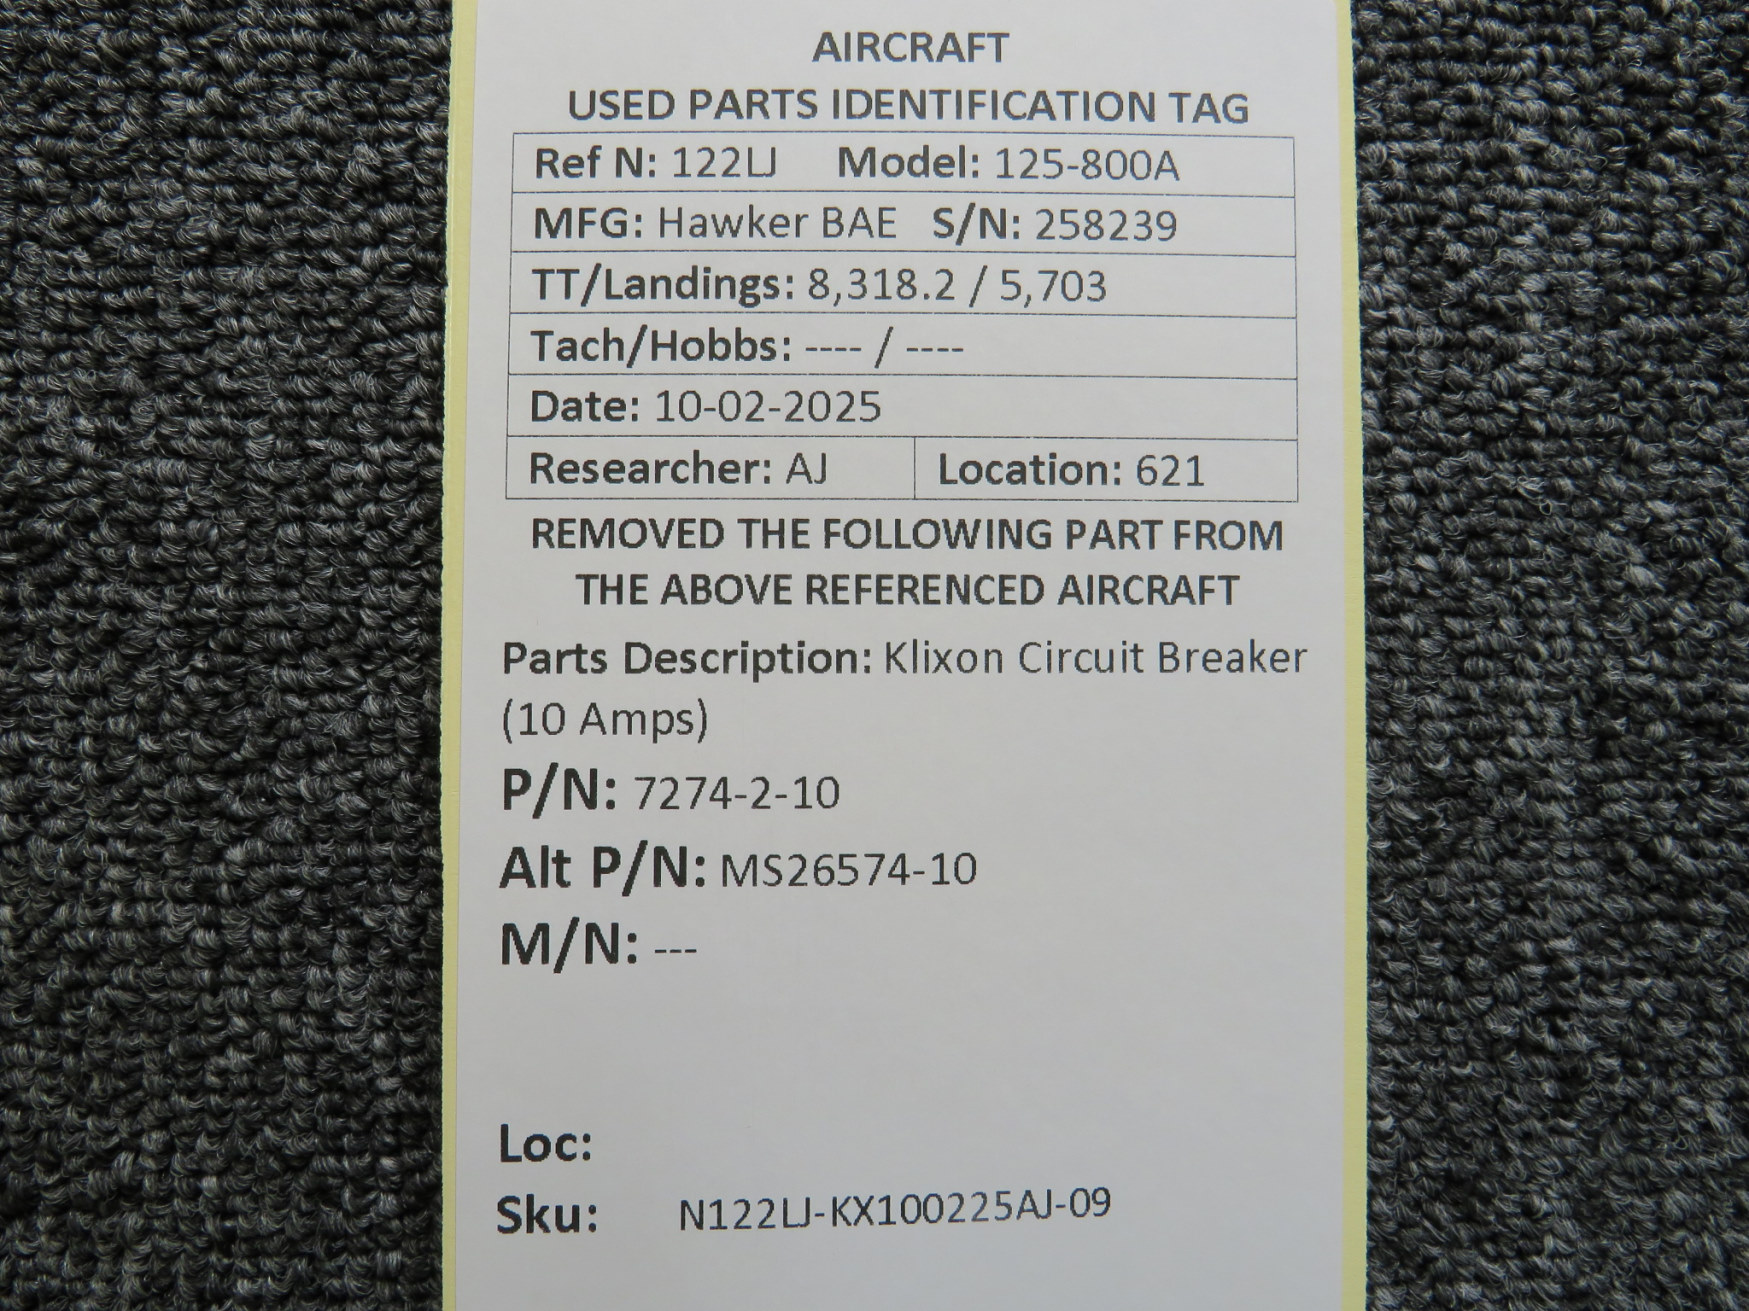 AIRCRAFT
USED PARTS IDENTIFICATION TAG
Ref N: 122LJ Model: 125-800A
MFG: Hawker BAE S/N: 258239
TT/Landings: 8,318.2 / 5,703
Tach/Hobbs: ---- / ----
Date: 10-02-2025
Researcher: AJ Location: 621
REMOVED THE FOLLOWING PART FROM
THE ABOVE REFERENCED AIRCRAFT
Parts Description: Klixon Circuit Breaker
(10 Amps)
P/N: 7274-2-10
Alt P/N: MS26574-10
M/N: ---
Loc:
Sku: N122LJ-KX100225AJ-09